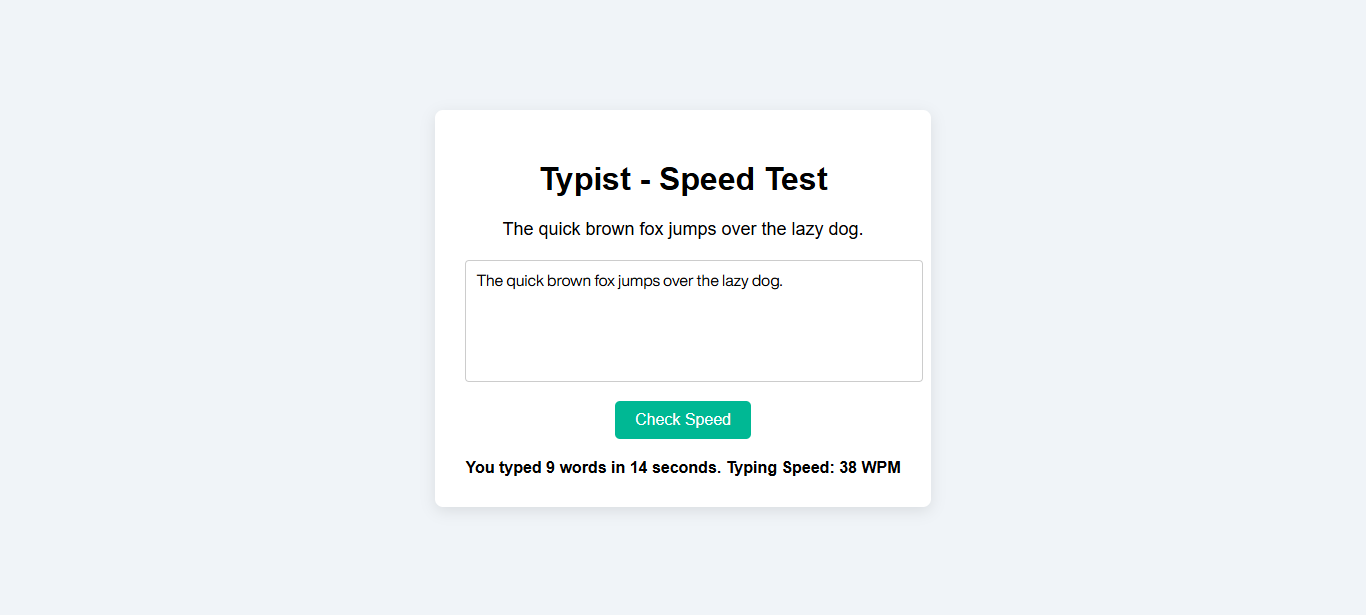 Typist - Speed Test
The quick brown fox jumps over the lazy dog.
The quick brown fox jumps over the lazy dog.
Check Speed
You typed 9 words in 14 seconds. Typing Speed: 38 WPM